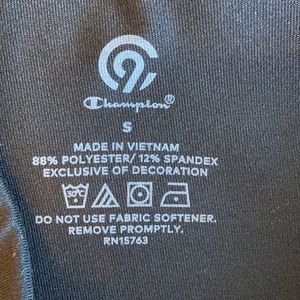 C9
Champion®
S
MADE IN VIETNAM
88% POLYESTER/ 12% SPANDEX
EXCLUSIVE OF DECORATION
DO NOT USE FABRIC SOFTENER.
REMOVE PROMPTLY.
RN15763